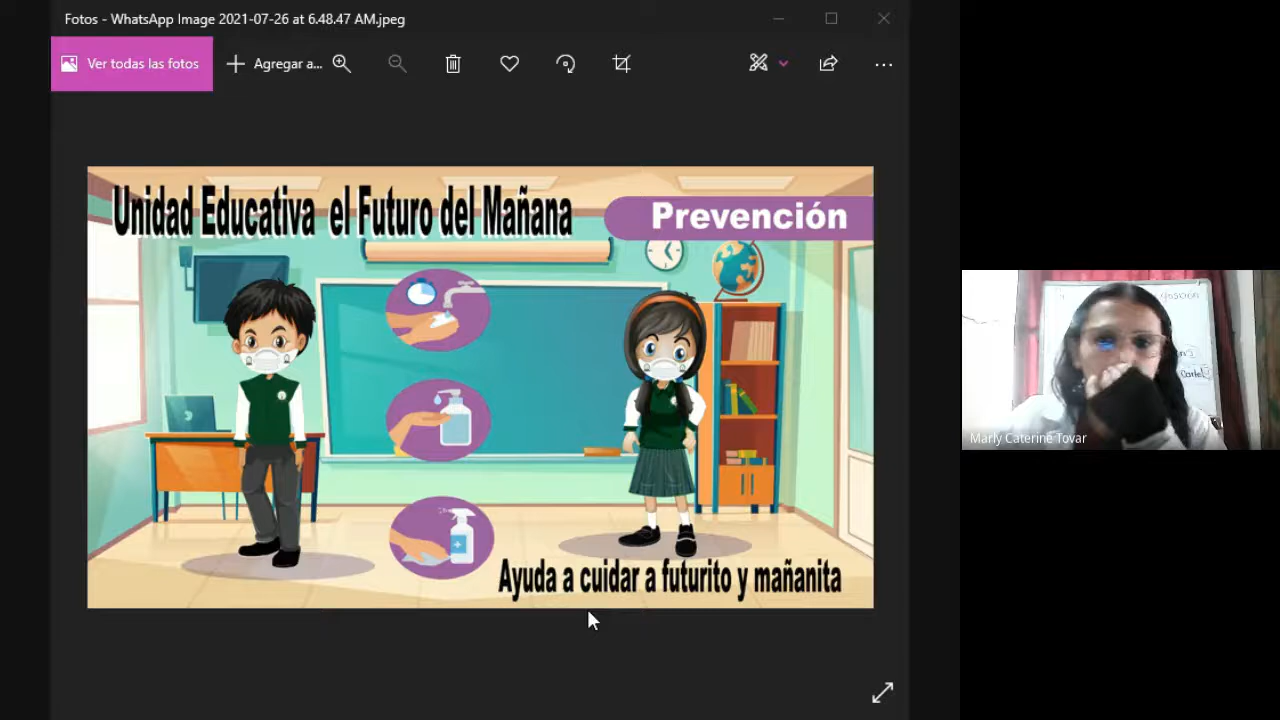 Fotos - WhatsApp Image 2021-07-26 at 6.48.47 AM.jpeg
Ver todas las fotos
Agregar a...
Unidad Educativa el Futuro del Mañana
Prevención
Ayuda a cuidar a futurito y mañanita
Marly Caterine Tovar